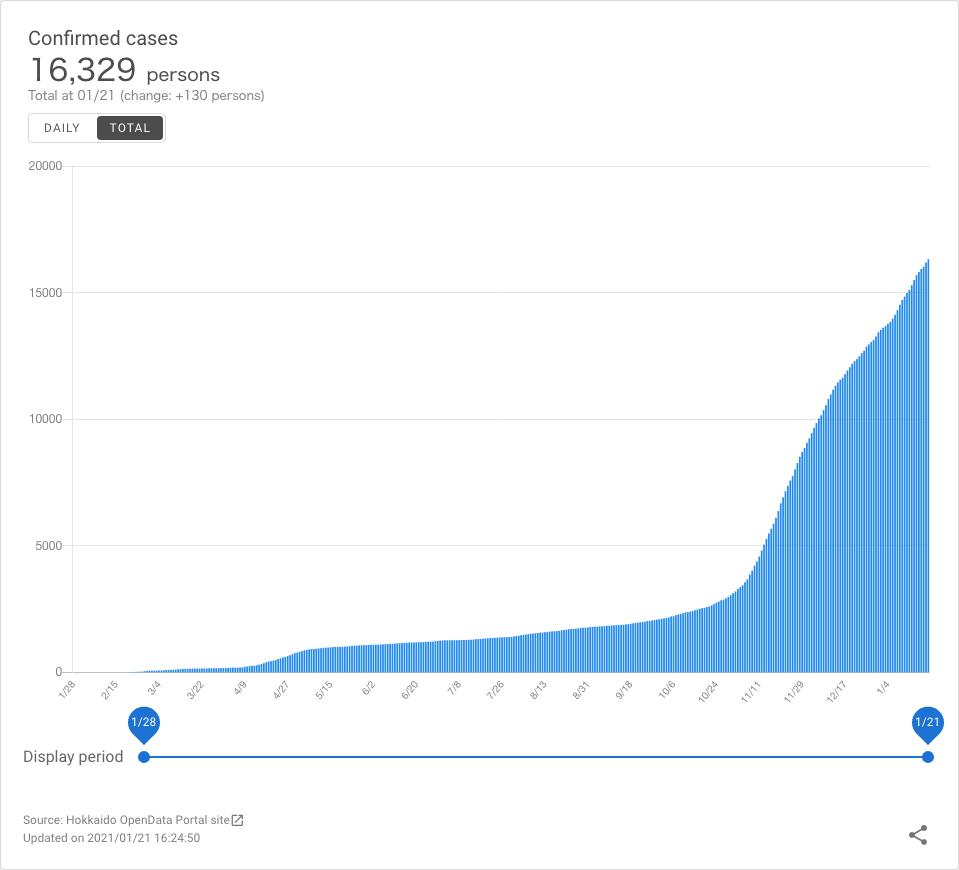 Confirmed cases
16,329 persons
Total at 01/21 (change: +130 persons)
DAILY TOTAL
20000
15000
10000
5000
0
1/28 2/15 3/4 3/22 4/9 4/27 5/15 6/2 6/20 7/8 7/26 8/13 8/31 9/18 10/6 10/24 11/11 11/29 12/17 1/4
1/28 1/21
Display period
Source: Hokkaido OpenData Portal site
Updated on 2021/01/21 16:24:50